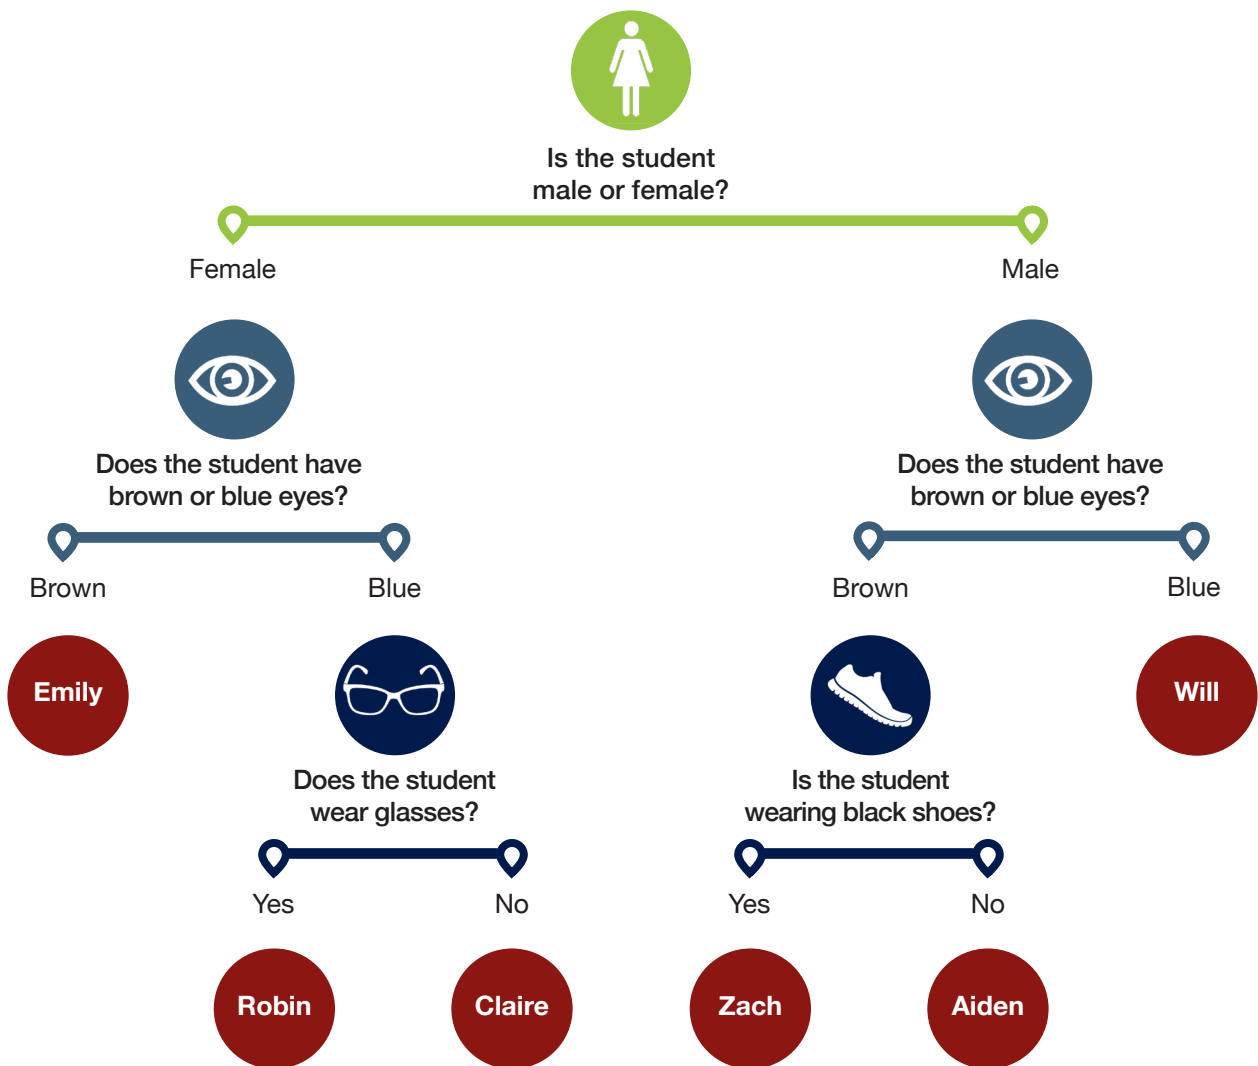 Is the student
male or female?
Female
Male
Does the student have
brown or blue eyes?
Does the student have
brown or blue eyes?
Brown
Blue
Brown
Blue
Emily
Will
Does the student
wear glasses?
Is the student
wearing black shoes?
Yes
No
Yes
No
Robin
Claire
Zach
Aiden